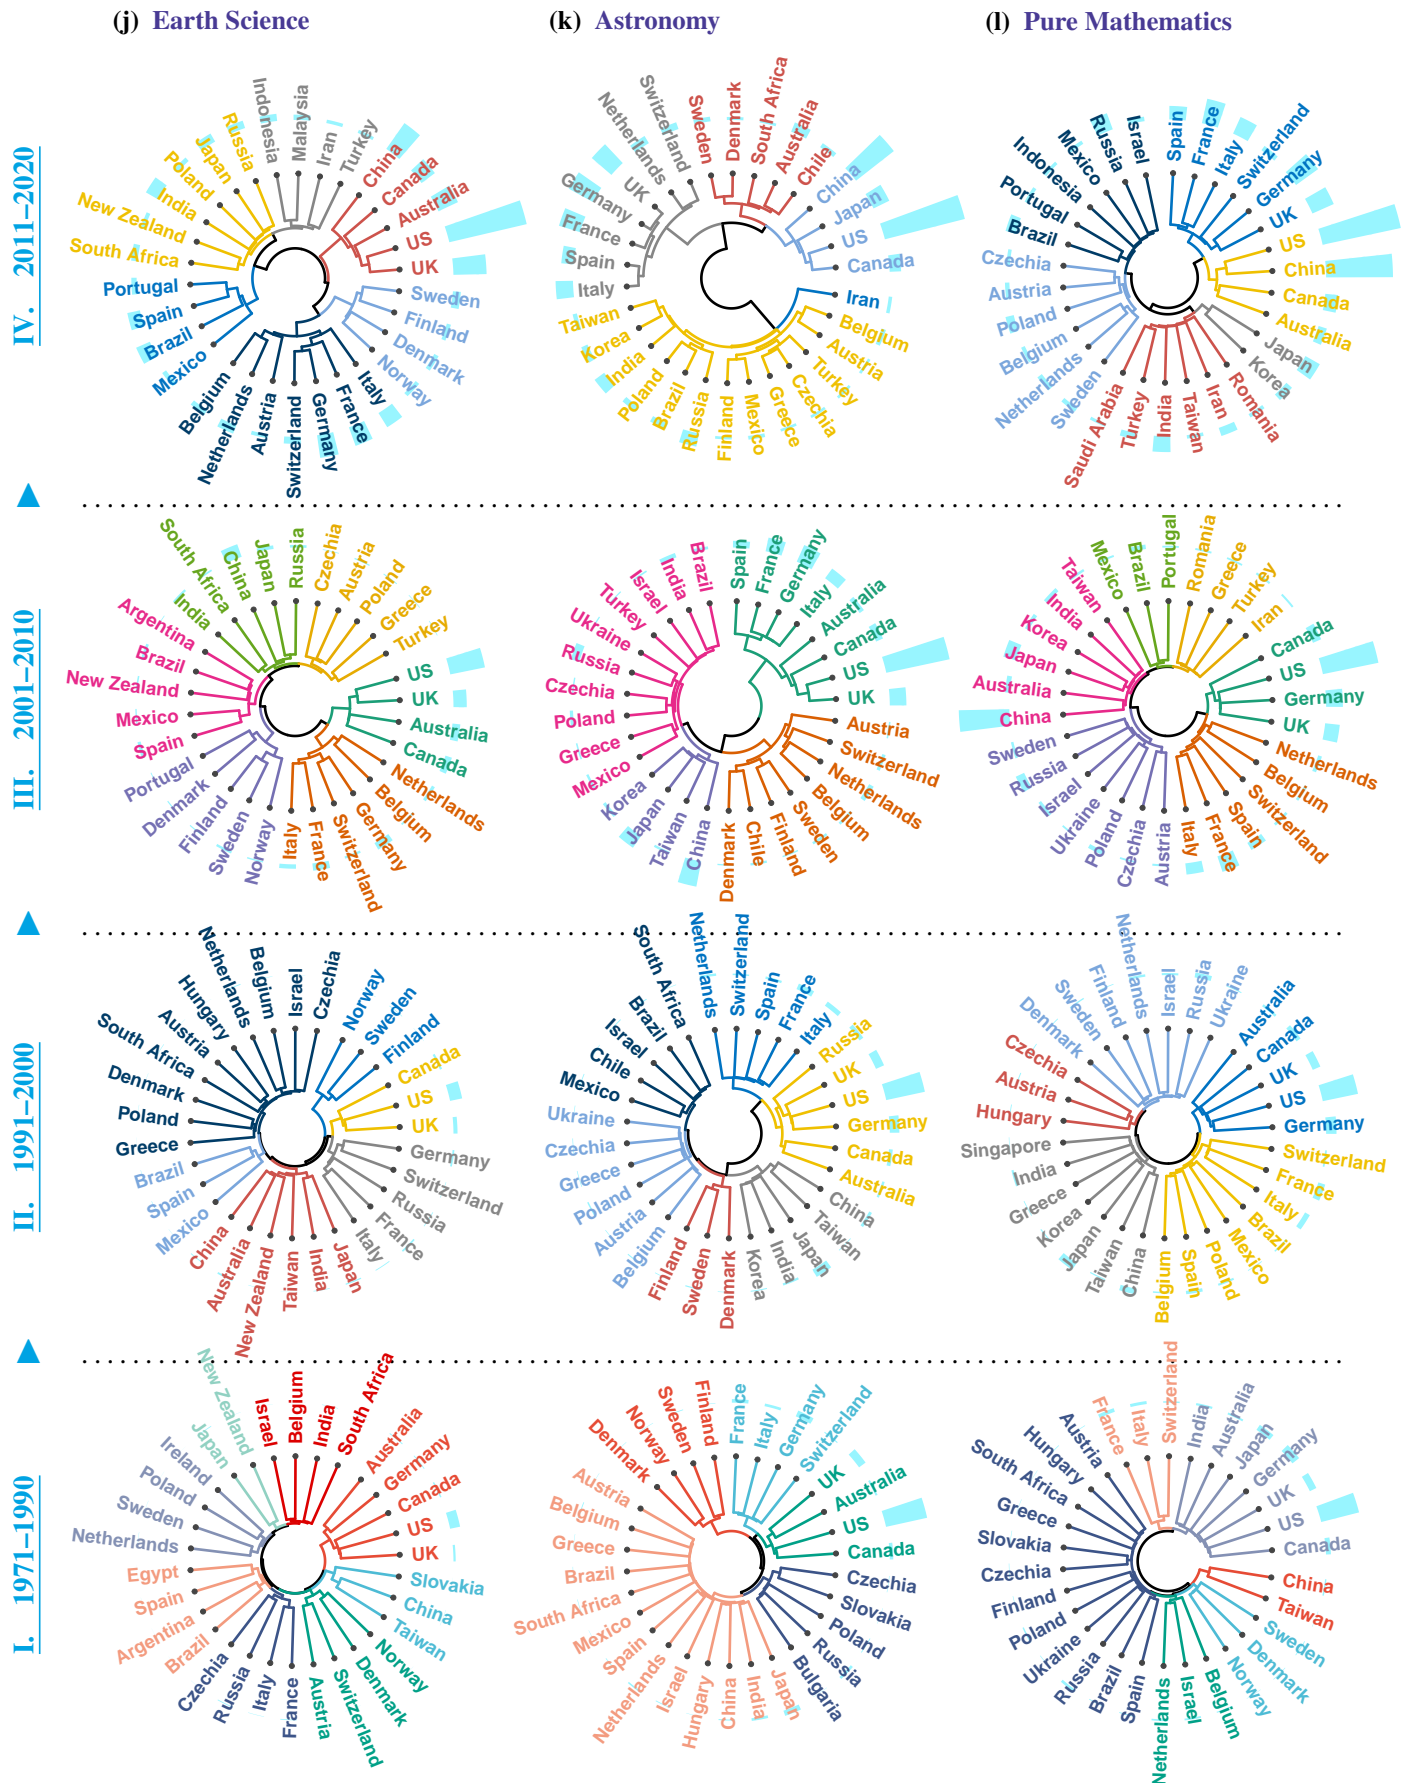 (j) Earth Science
(k) Astronomy
(l) Pure Mathematics
IV. 2011–2020
Indonesia
Malaysia
Iran
Turkey
China
Canada
Australia
US
UK
Sweden
Finland
Denmark
Norway
Italy
France
Germany
Switzerland
Austria
Netherlands
Belgium
Mexico
Brazil
Spain
Portugal
South Africa
New Zealand
India
Poland
Japan
Russia
Sweden
Denmark
South Africa
Australia
Chile
China
Japan
US
Canada
Iran
Belgium
Austria
Turkey
Czechia
Greece
Mexico
Finland
Russia
Brazil
Poland
India
Korea
Taiwan
Italy
Spain
France
Germany
UK
Netherlands
Switzerland
Spain
France
Italy
Switzerland
Germany
UK
US
China
Canada
Australia
Japan
Korea
Romania
Iran
Taiwan
India
Turkey
Saudi Arabia
Sweden
Netherlands
Belgium
Poland
Austria
Czechia
Brazil
Portugal
Indonesia
Mexico
Russia
Israel
III. 2001–2010
Russia
Czechia
Austria
Poland
Greece
Turkey
US
UK
Australia
Canada
Netherlands
Belgium
Germany
Switzerland
France
Italy
Norway
Sweden
Finland
Denmark
Portugal
Spain
Mexico
New Zealand
Brazil
Argentina
India
South Africa
China
Japan
Spain
France
Germany
Italy
Australia
Canada
US
UK
Austria
Switzerland
Netherlands
Belgium
Sweden
Finland
Chile
Denmark
China
Taiwan
Japan
Korea
Mexico
Greece
Poland
Czechia
Russia
Ukraine
Turkey
Israel
India
Brazil
Portugal
Romania
Greece
Turkey
Iran
Canada
US
Germany
UK
Netherlands
Belgium
Switzerland
Spain
France
Italy
Austria
Czechia
Poland
Ukraine
Israel
Russia
Sweden
China
Australia
Japan
Korea
India
Taiwan
Mexico
Brazil
II. 1991–2000
Israel
Czechia
Norway
Sweden
Finland
Canada
US
UK
Germany
Switzerland
Russia
France
Italy
Japan
India
Taiwan
New Zealand
Australia
China
Mexico
Spain
Brazil
Greece
Poland
Denmark
South Africa
Austria
Hungary
Netherlands
Belgium
Netherlands
Switzerland
Spain
France
Italy
Russia
UK
US
Germany
Canada
Australia
China
Taiwan
Japan
India
Korea
Denmark
Sweden
Finland
Belgium
Austria
Poland
Greece
Czechia
Ukraine
Mexico
Chile
Israel
Brazil
South Africa
Israel
Russia
Ukraine
Australia
Canada
UK
US
Germany
Switzerland
France
Italy
Brazil
Mexico
Poland
Spain
Belgium
China
Taiwan
Japan
Korea
Greece
India
Singapore
Hungary
Austria
Czechia
Denmark
Sweden
Finland
Netherlands
I. 1971–1990
Israel
Belgium
India
South Africa
Australia
Germany
Canada
US
UK
Slovakia
China
Taiwan
Norway
Denmark
Switzerland
Austria
France
Italy
Russia
Czechia
Brazil
Argentina
Spain
Egypt
Netherlands
Sweden
Poland
Ireland
Japan
New Zealand
Finland
France
Italy
Germany
Switzerland
UK
Australia
US
Canada
Czechia
Slovakia
Poland
Russia
Bulgaria
Japan
India
China
Hungary
Israel
Netherlands
Spain
Mexico
South Africa
Brazil
Greece
Belgium
Austria
Denmark
Norway
Sweden
Switzerland
India
Australia
Japan
Germany
UK
US
Canada
China
Taiwan
Sweden
Denmark
Norway
Belgium
Israel
Netherlands
Spain
Brazil
Russia
Ukraine
Poland
Finland
Czechia
Slovakia
Greece
South Africa
Hungary
Austria
France
Italy